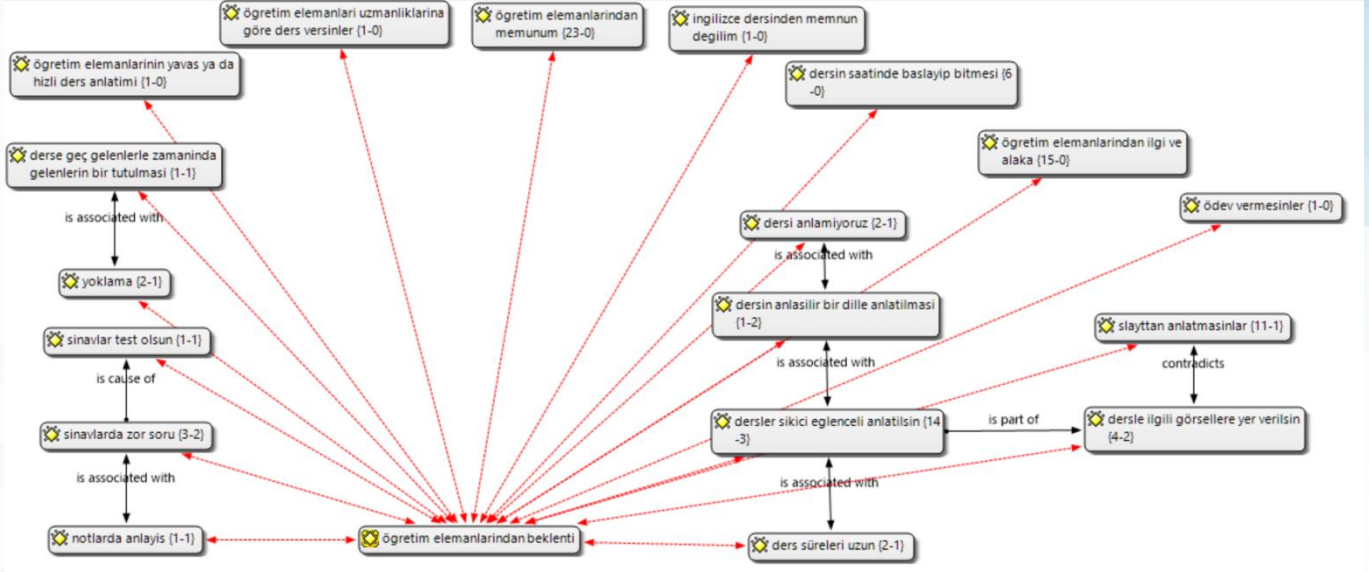 ögretim elemanlari uzmanliklarina
göre ders versinler {1-0}
ögretim elemanlarindan
memunum {23-0}
ingilizce dersinden memnun
degilim {1-0}
ögretim elemanlarinin yavas ya da
hizli ders anlatimi {1-0}
dersin saatinde baslayip bitmesi {6
-0}
derse geç gelenlerle zamaninda
gelenlerin bir tutulmasi {1-1}
ögretim elemanlarindan ilgi ve
alaka {15-0}
is associated with
dersi anlamiyoruz {2-1}
ödev vermesinler {1-0}
is associated with
yoklama {2-1}
dersin anlasilir bir dille anlatilmasi
{1-2}
sinavlar test olsun {1-1}
slayttan anlatmasinlar {11-1}
is cause of
is associated with
contradicts
sinavlarda zor soru {3-2}
dersler sikici eglenceli anlatilsin {14
-3}
is part of
dersle ilgili görsellere yer verilsin
{4-2}
is associated with
is associated with
notlarda anlayis {1-1}
ögretim elemanlarindan beklenti
ders süreleri uzun {2-1}